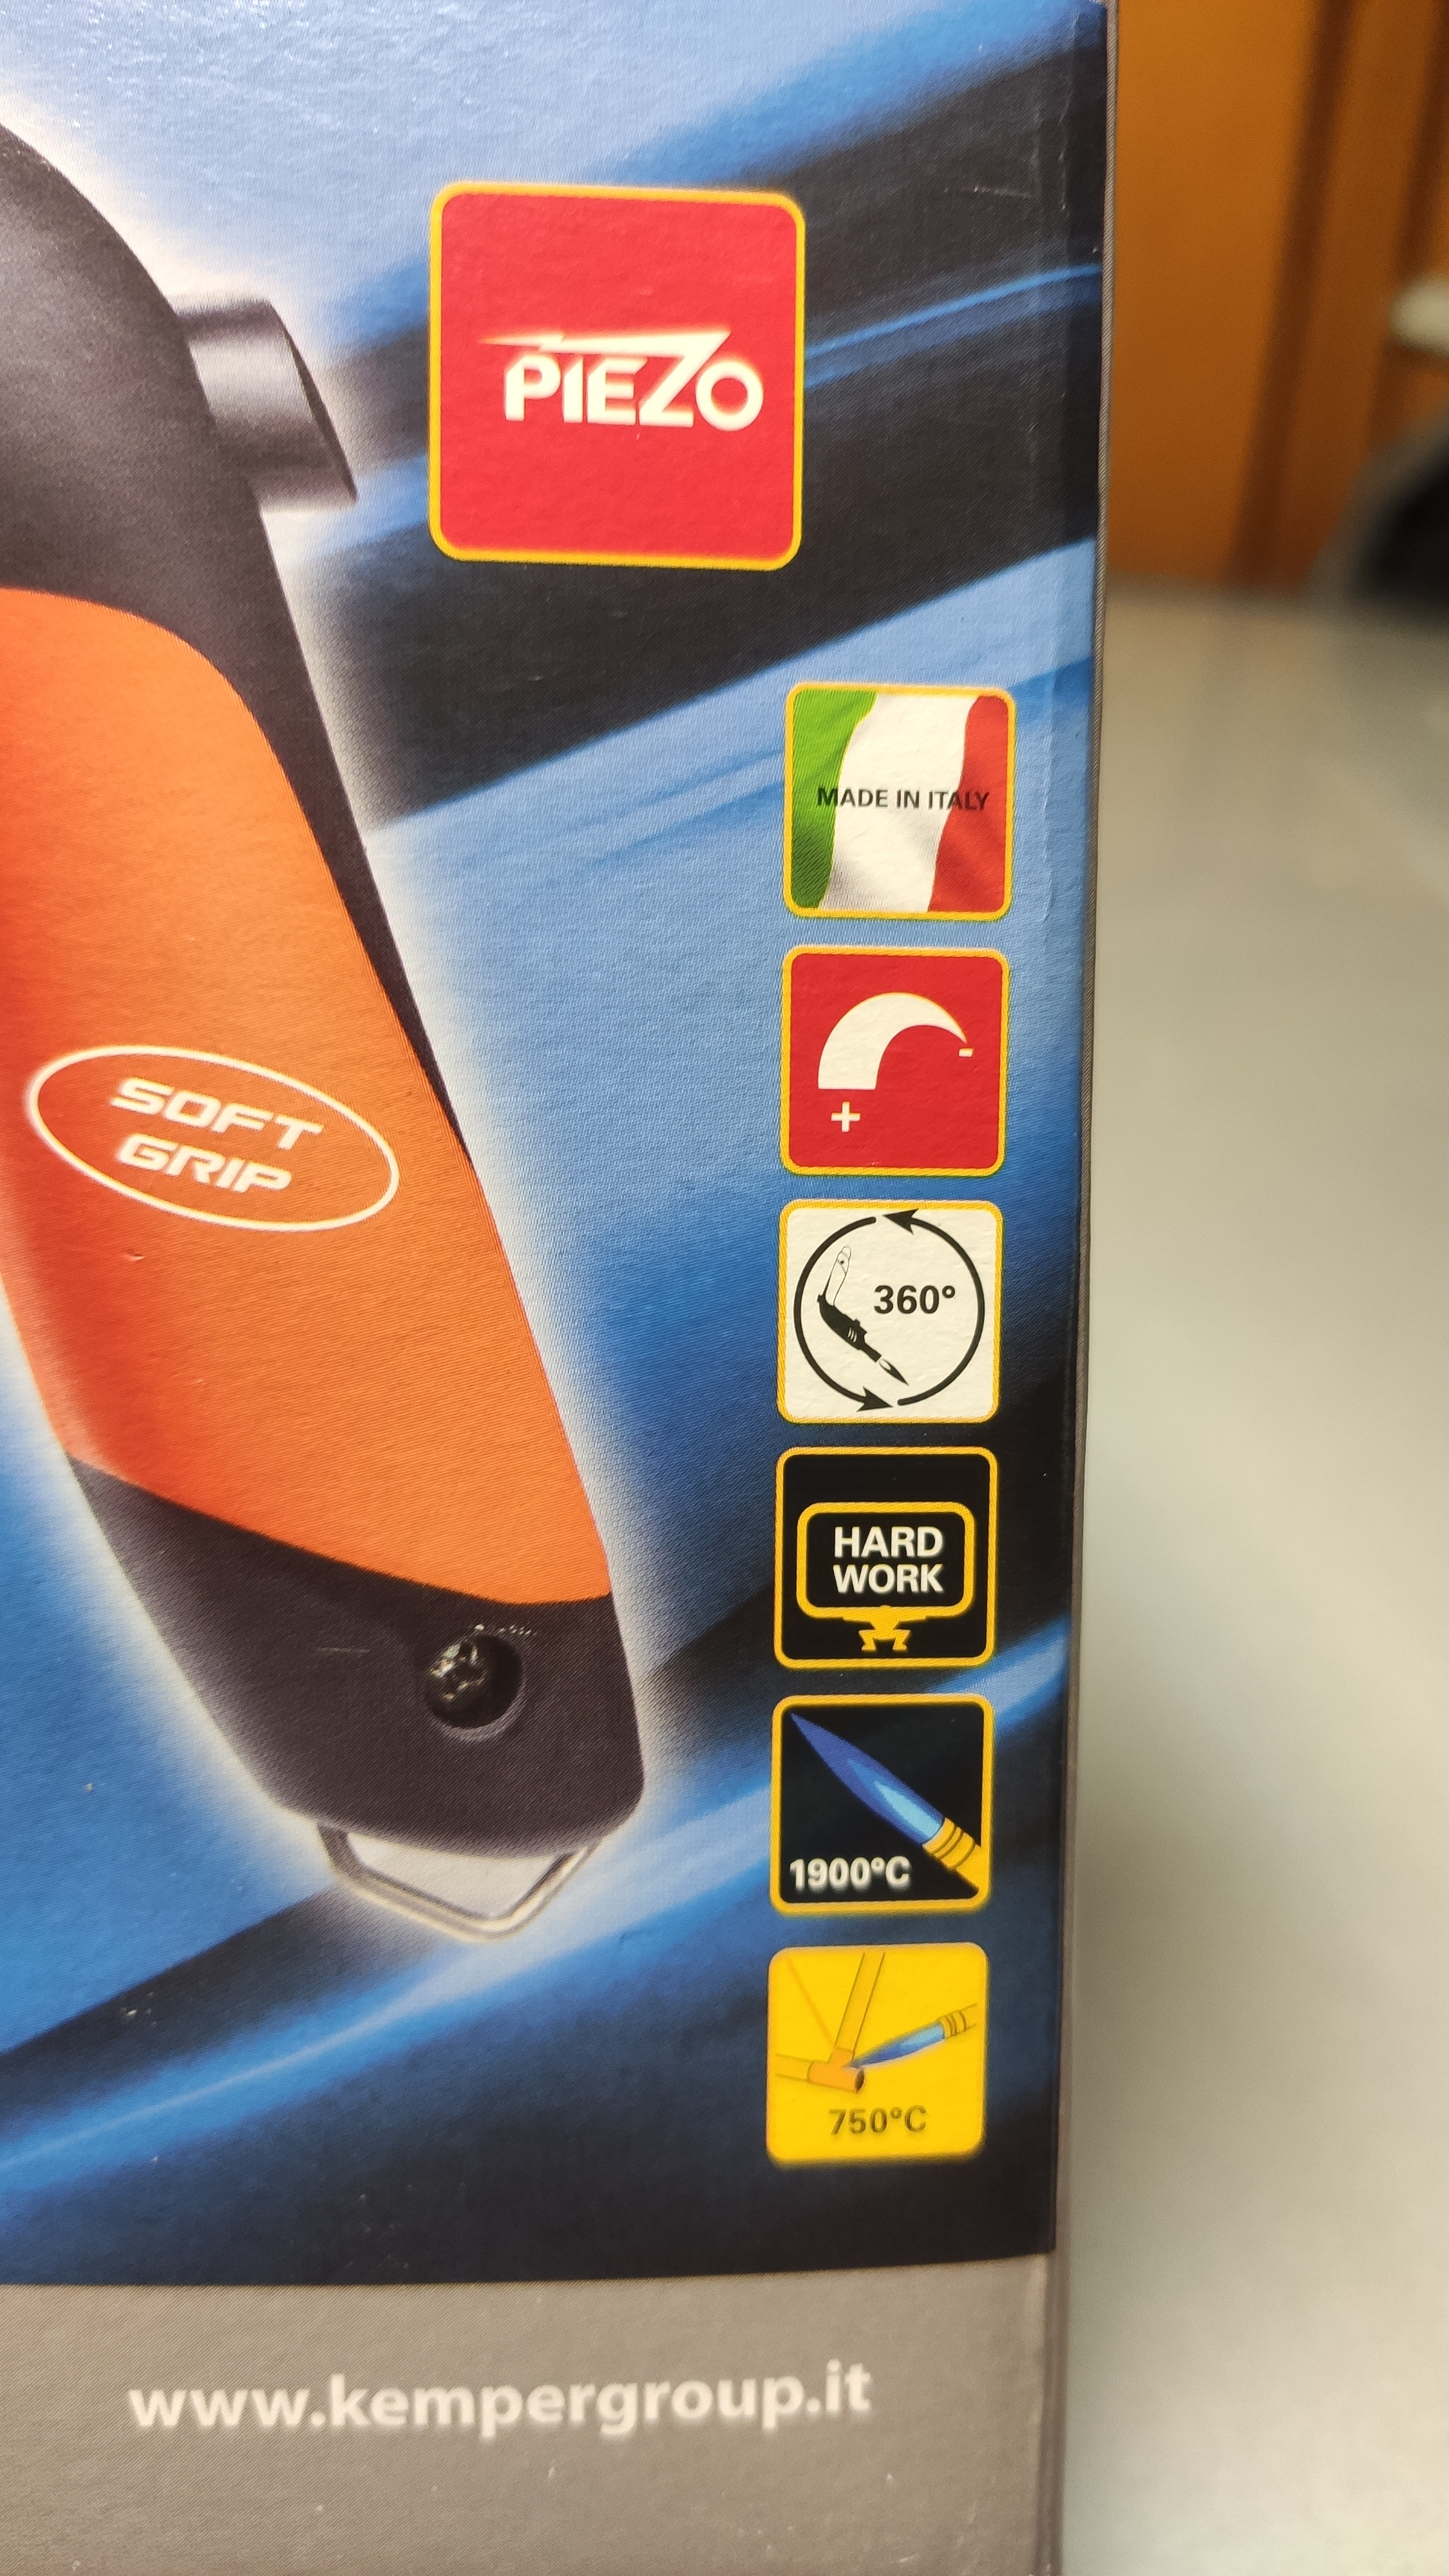 PIEZO
MADE IN ITALY
-
+
SOFT
GRIP
360°
HARD
WORK
1900°C
750°C
www.kempergroup.it